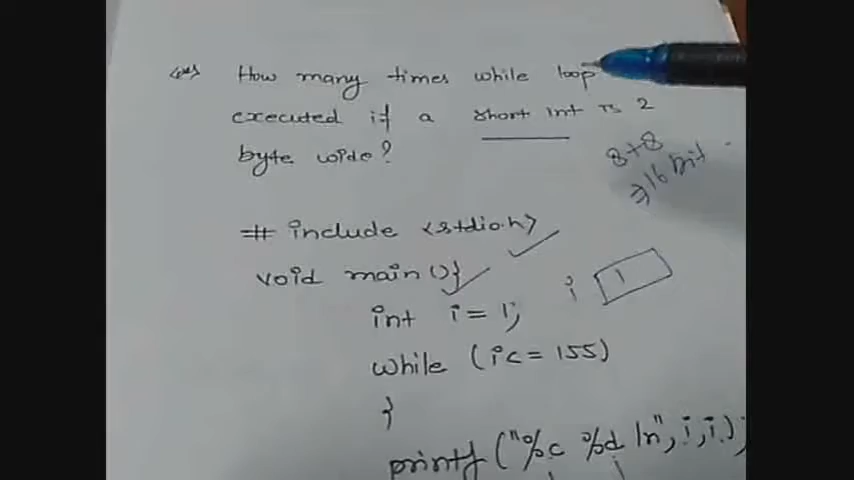 Ques How many times while loop
executed if a short int is 2
byte wide?
8+8
⇒ 16 bit
# include <stdio.h>
void main(){
i 1
int i = 1;
while (i<= 155)
}
printf ("%c %d \n", i, i);